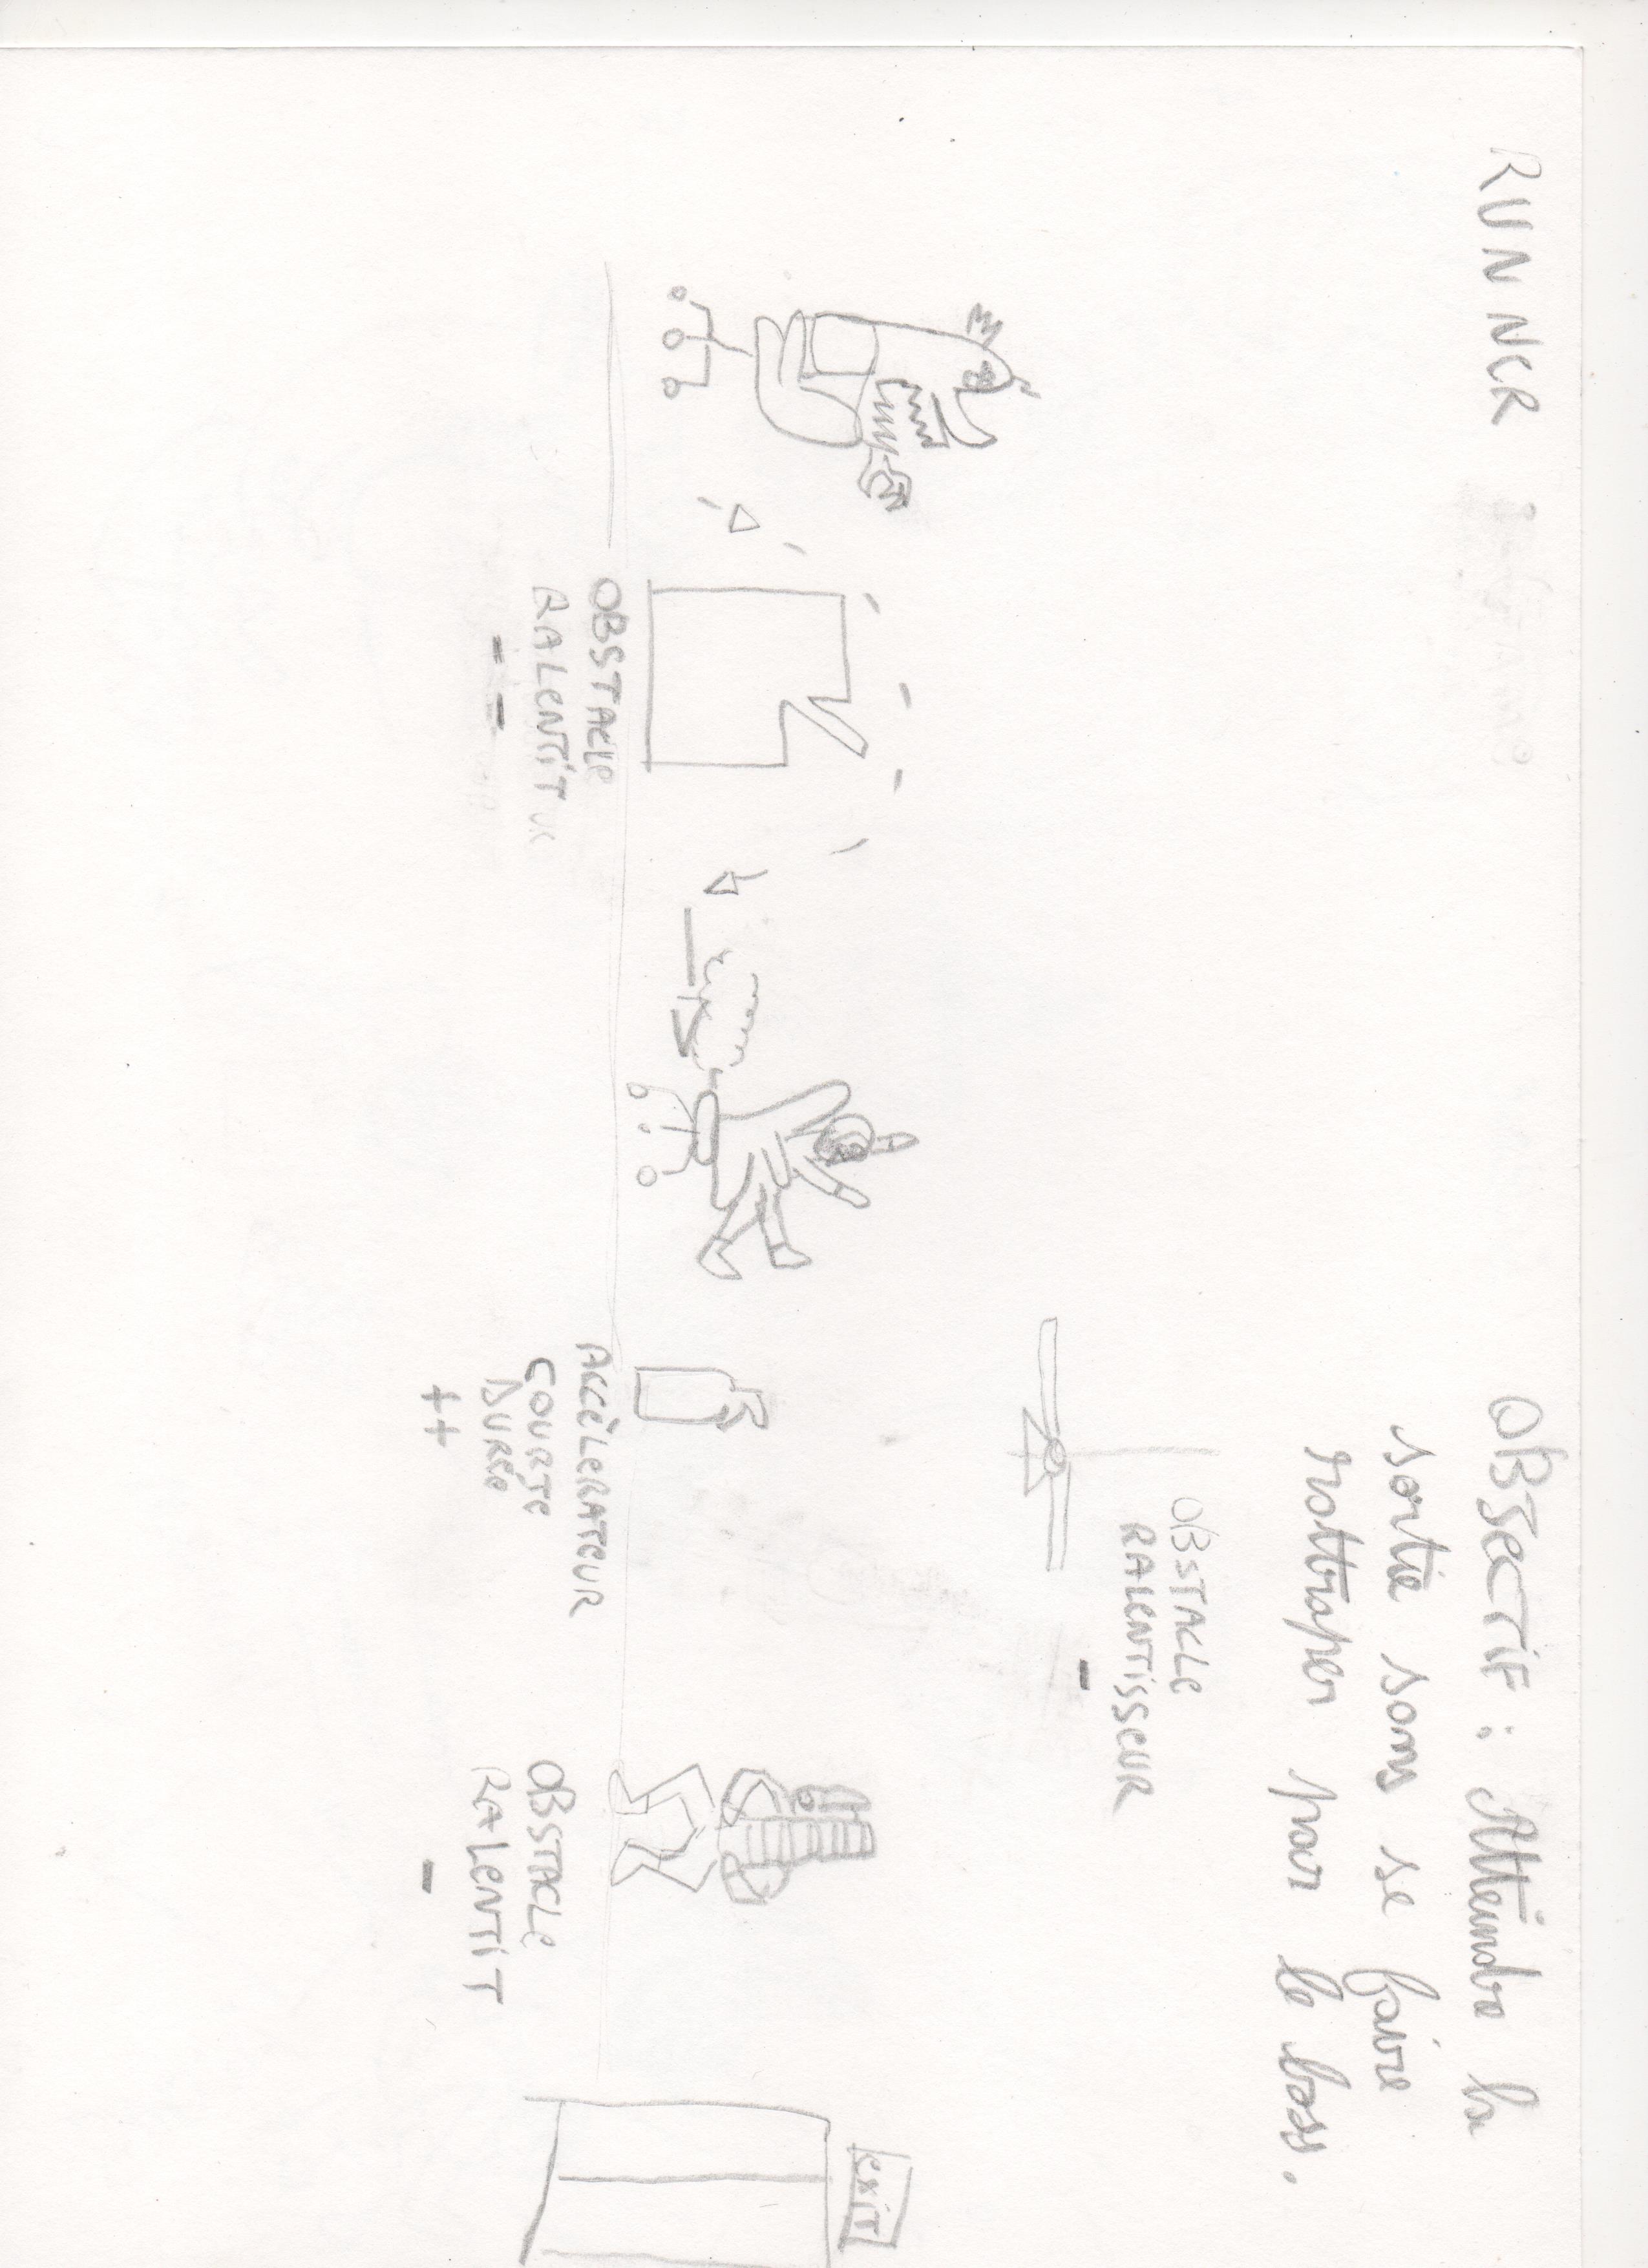 RUNNER
OBJECTIF : Atteindre la
sortie sans se faire
rattraper par le boss.
OBSTACLE
RALENTISSEUR
-
EXIT
OBSTACLE
RALENTIT
- -
ACCÈLERATEUR
COURTE
DURÉE
++
OBSTACLE
RALENTIT
-